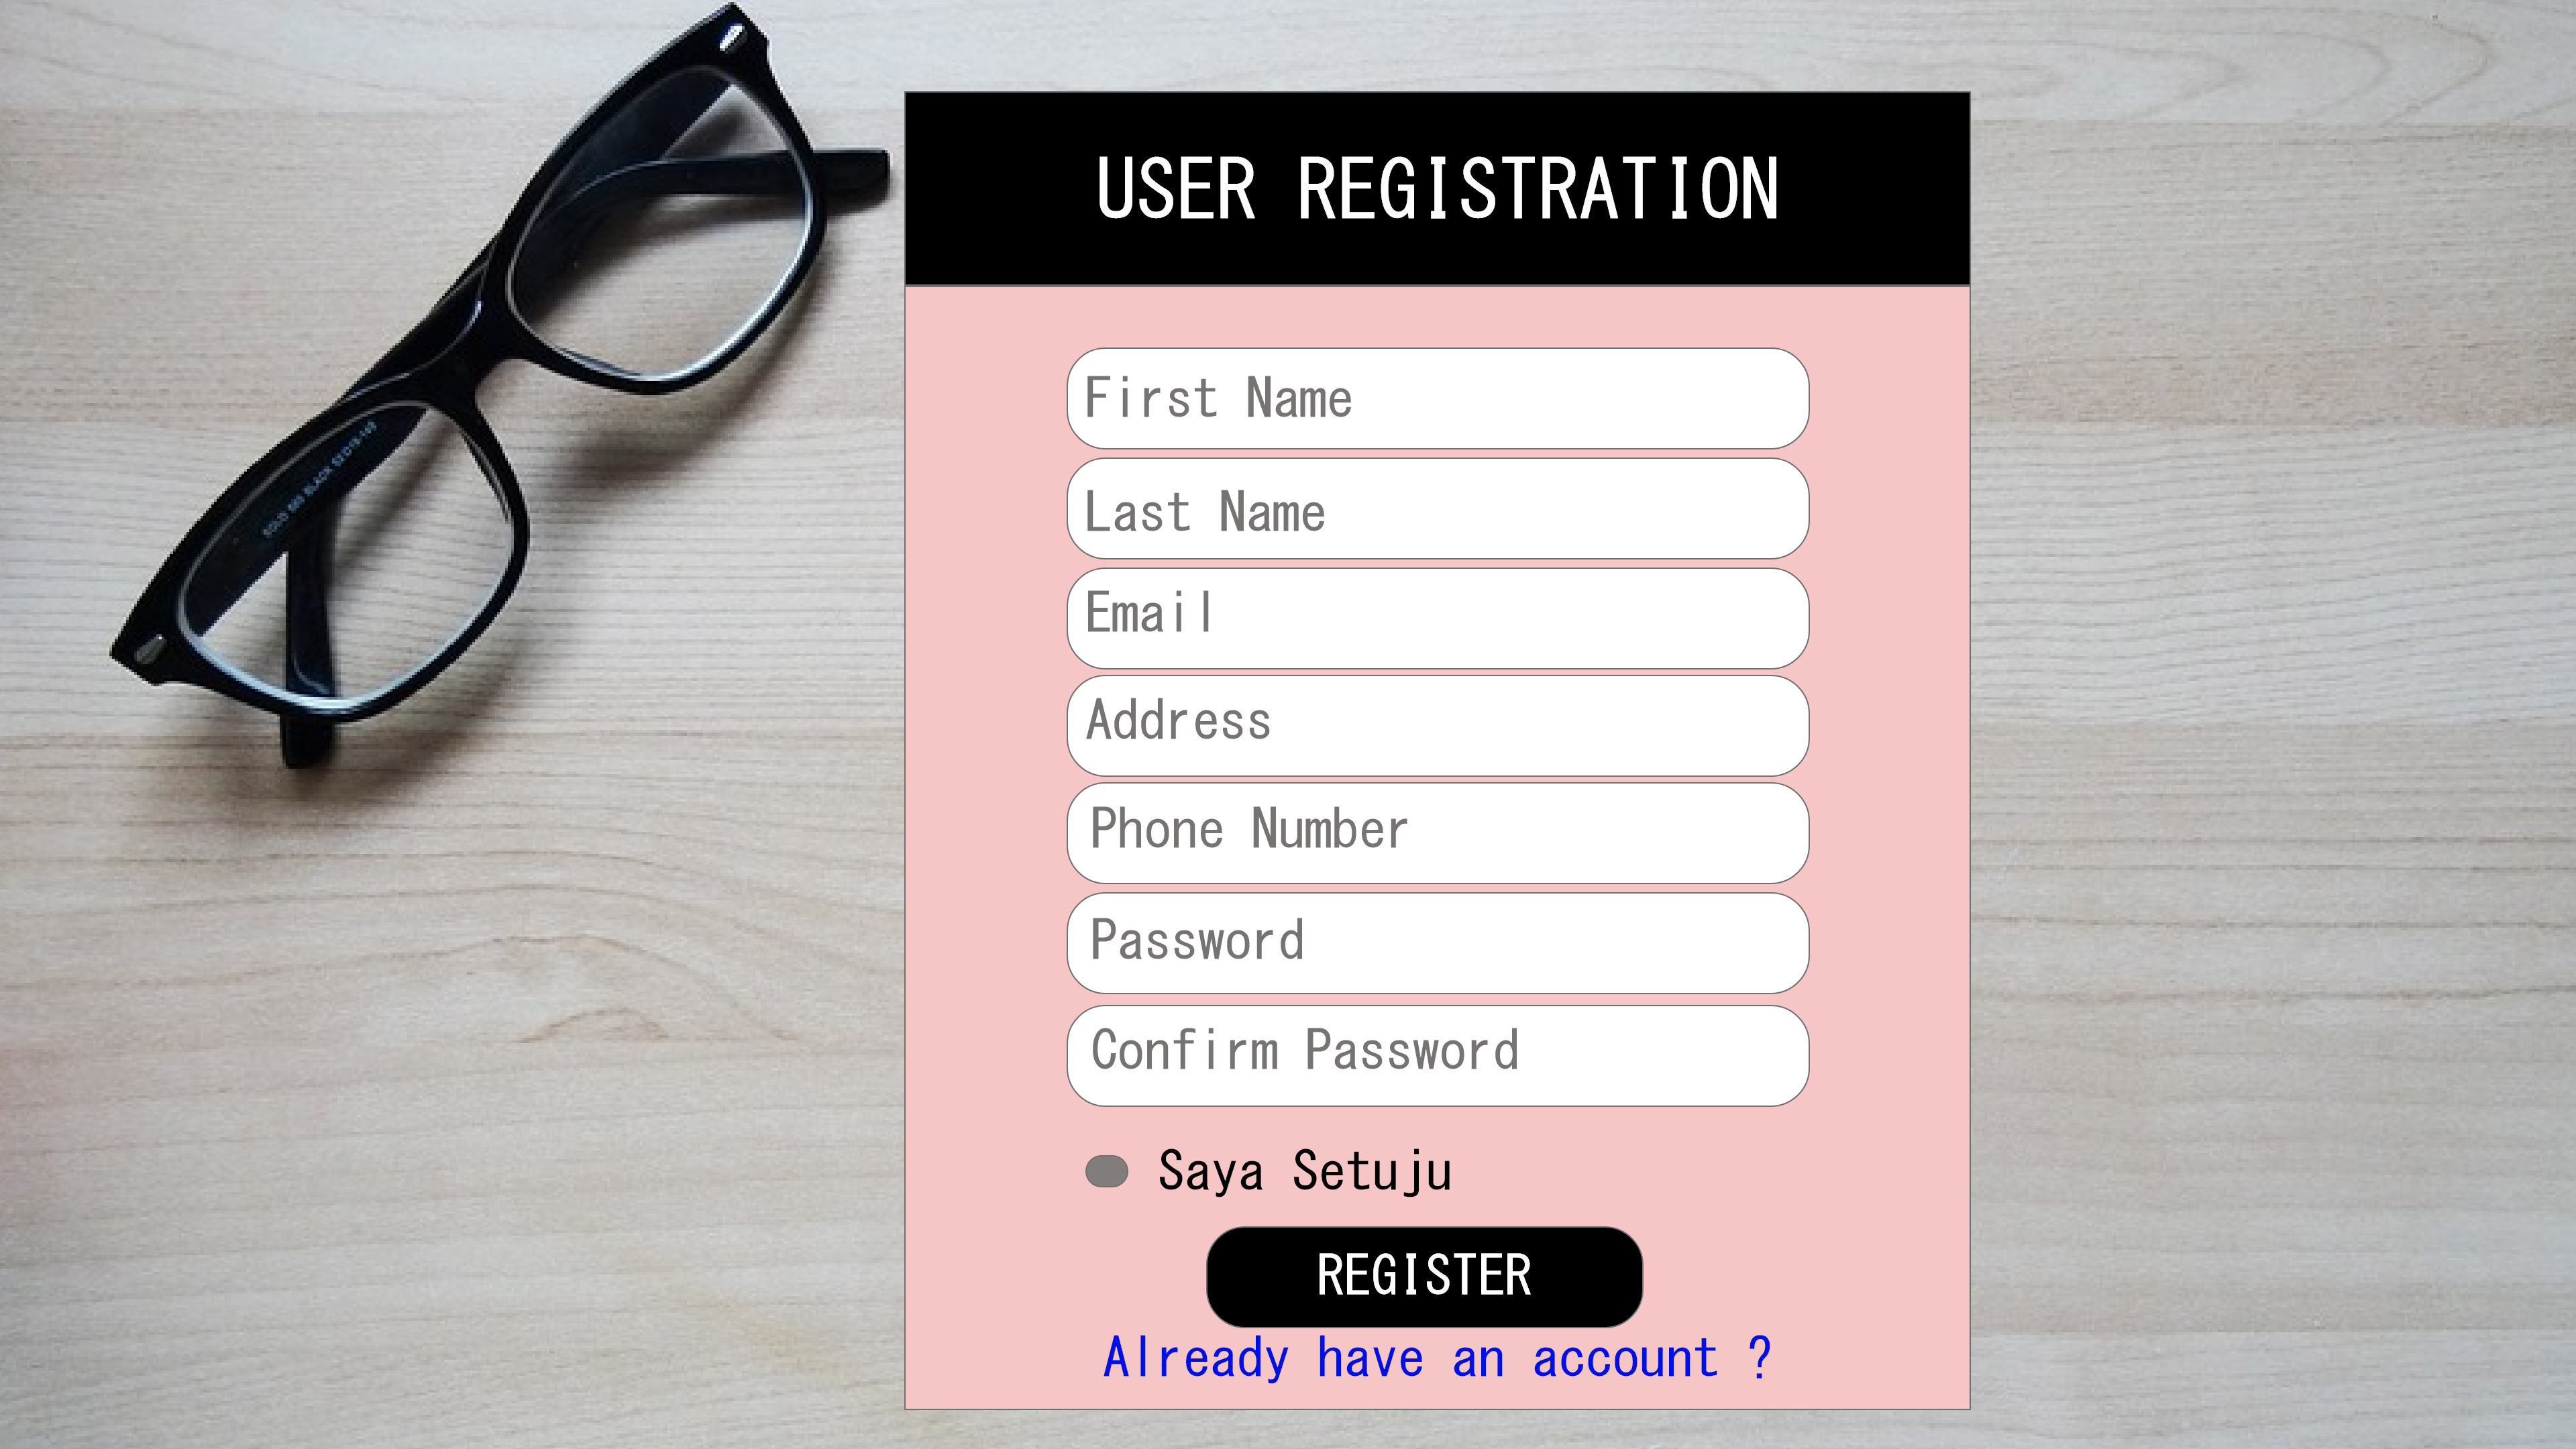 USER REGISTRATION
First Name
Last Name
Email
Address
Phone Number
Password
Confirm Password
Saya Setuju
REGISTER
Already have an account ?
BLACK